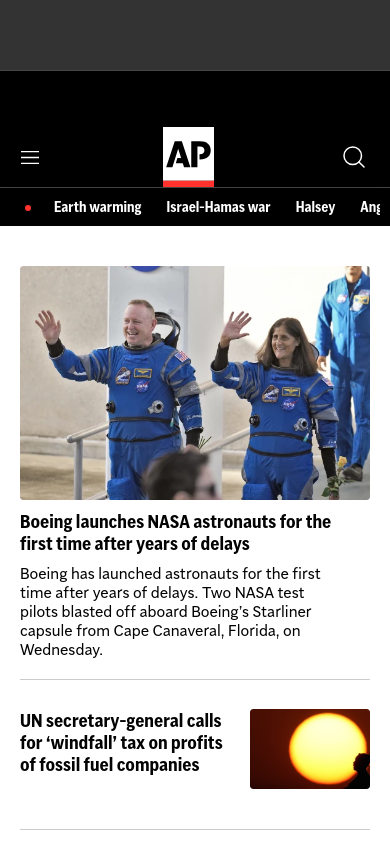 AP
Earth warming Israel-Hamas war Halsey Ang
Boeing launches NASA astronauts for the
first time after years of delays
Boeing has launched astronauts for the first
time after years of delays. Two NASA test
pilots blasted off aboard Boeing’s Starliner
capsule from Cape Canaveral, Florida, on
Wednesday.
UN secretary-general calls
for ‘windfall’ tax on profits
of fossil fuel companies